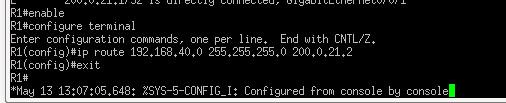 L        200.0.21.1/32 is directly connected, GigabitEthernet0/0/1
R1#enable
R1#configure terminal
Enter configuration commands, one per line.  End with CNTL/Z.
R1(config)#ip route 192.168.40.0 255.255.255.0 200.0.21.2
R1(config)#exit
R1#
*May 13 13:07:05.648: %SYS-5-CONFIG_I: Configured from console by console